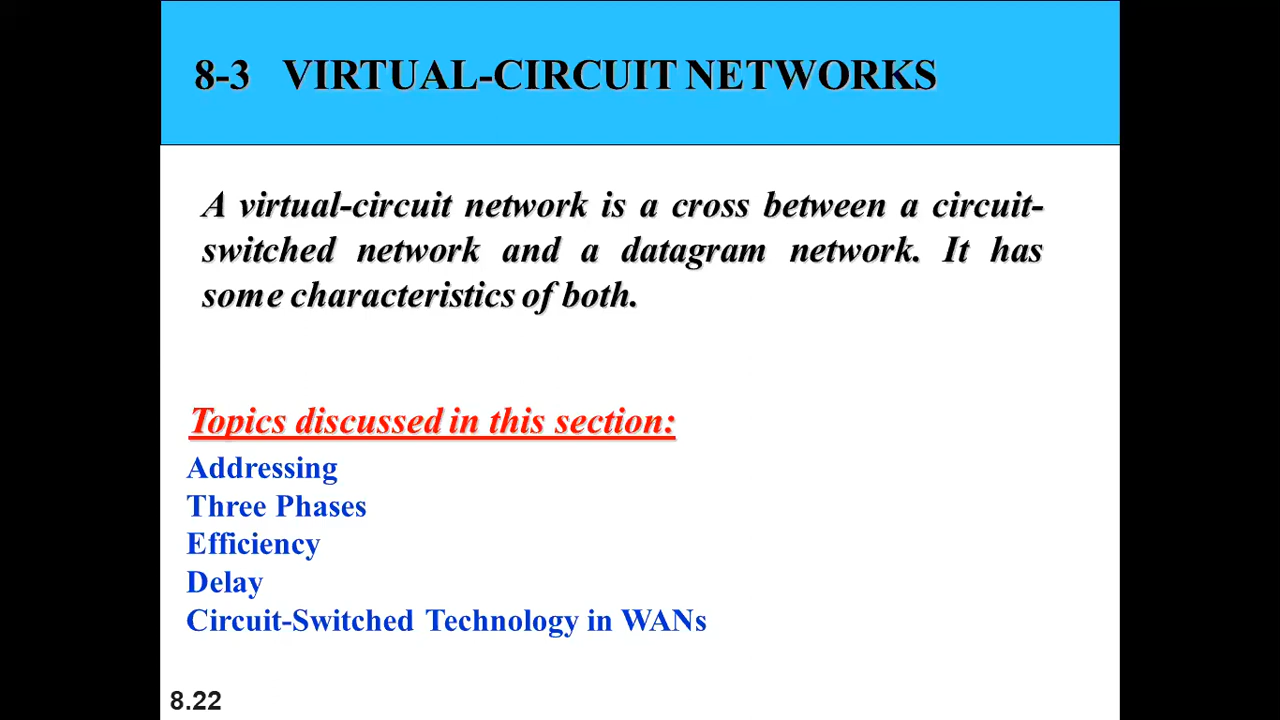 8-3 VIRTUAL-CIRCUIT NETWORKS
A virtual-circuit network is a cross between a circuit-
switched network and a datagram network. It has
some characteristics of both.
Topics discussed in this section:
Addressing
Three Phases
Efficiency
Delay
Circuit-Switched Technology in WANs
8.22